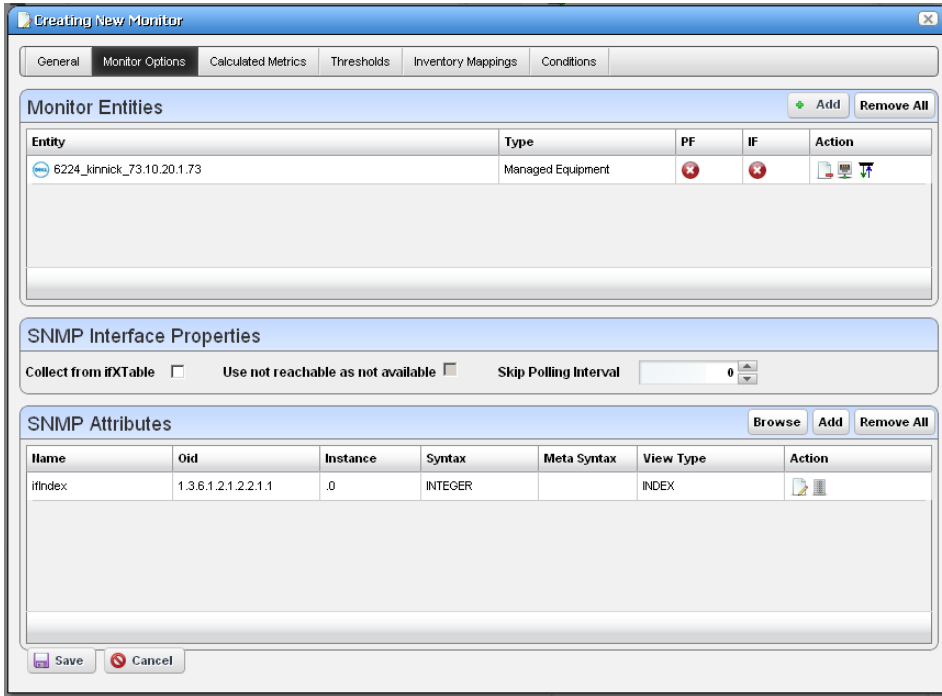 Creating New Monitor
General Monitor Options Calculated Metrics Thresholds Inventory Mappings Conditions
Monitor Entities Add Remove All
Entity Type PF IF Action
DELL 6224_kinnick_73.10.20.1.73 Managed Equipment
SNMP Interface Properties
Collect from ifXTable Use not reachable as not available Skip Polling Interval 0
SNMP Attributes Browse Add Remove All
Name Oid Instance Syntax Meta Syntax View Type Action
ifIndex 1.3.6.1.2.1.2.2.1.1 .0 INTEGER INDEX
Save Cancel